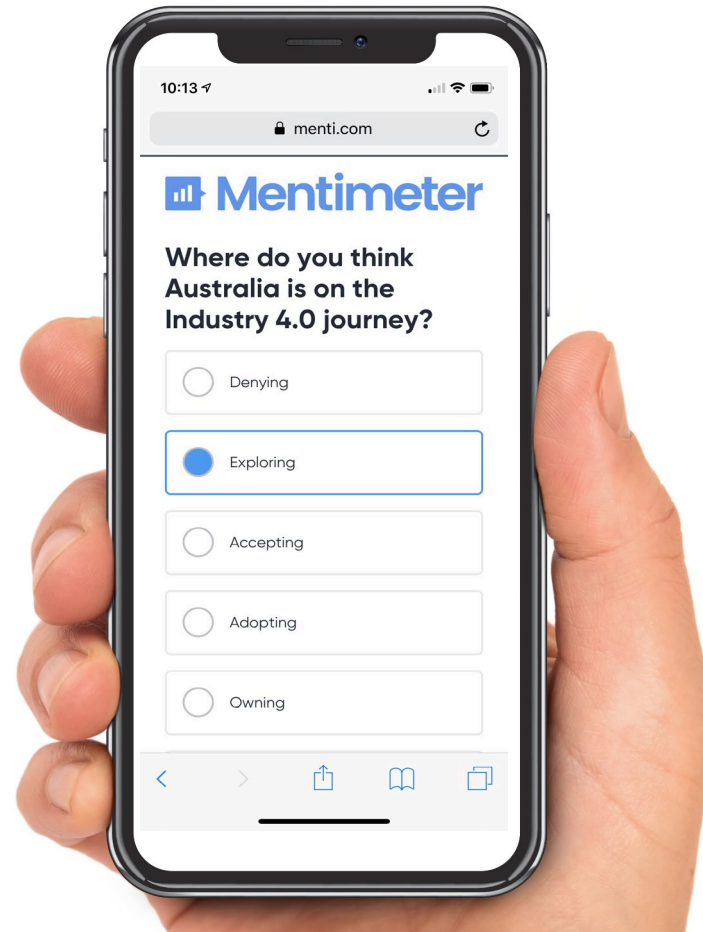 10:13
menti.com
Mentimeter
Where do you think
Australia is on the
Industry 4.0 journey?
Denying
Exploring
Accepting
Adopting
Owning